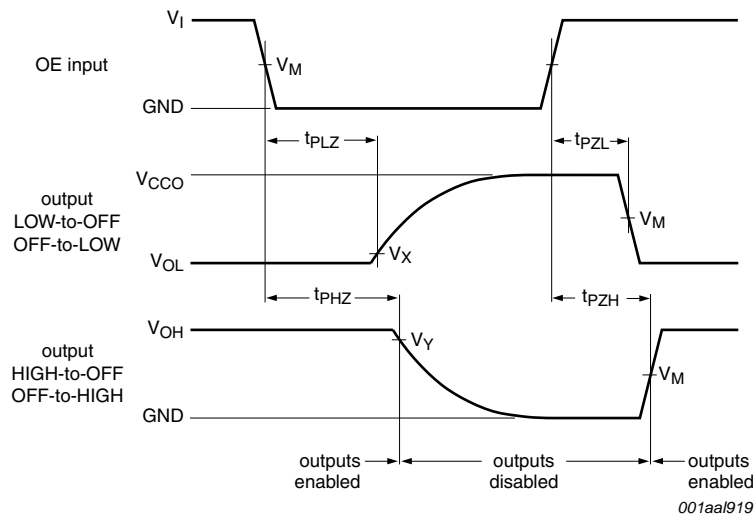 V_I
OE input
V_M
GND
t_PLZ
t_PZL
V_CCO
output
LOW-to-OFF
OFF-to-LOW
V_M
V_X
V_OL
t_PHZ
t_PZH
V_OH
V_Y
output
HIGH-to-OFF
OFF-to-HIGH
V_M
GND
outputs
enabled
outputs
disabled
outputs
enabled
001aal919